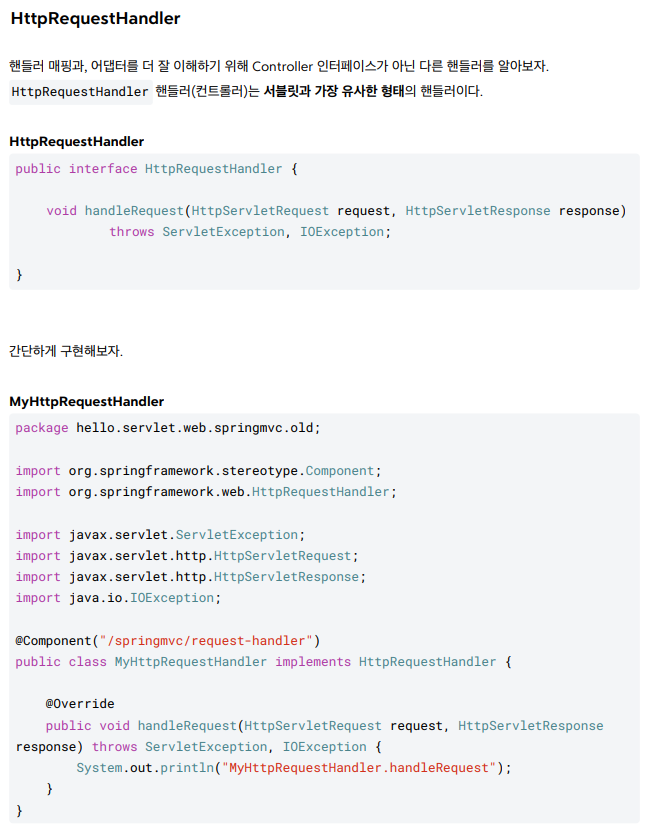 HttpRequestHandler
핸들러 매핑과, 어댑터를 더 잘 이해하기 위해 Controller 인터페이스가 아닌 다른 핸들러를 알아보자.
HttpRequestHandler 핸들러(컨트롤러)는 서블릿과 가장 유사한 형태의 핸들러이다.
HttpRequestHandler
public interface HttpRequestHandler {
    void handleRequest(HttpServletRequest request, HttpServletResponse response)
            throws ServletException, IOException;
}
간단하게 구현해보자.
MyHttpRequestHandler
package hello.servlet.web.springmvc.old;
import org.springframework.stereotype.Component;
import org.springframework.web.HttpRequestHandler;
import javax.servlet.ServletException;
import javax.servlet.http.HttpServletRequest;
import javax.servlet.http.HttpServletResponse;
import java.io.IOException;
@Component("/springmvc/request-handler")
public class MyHttpRequestHandler implements HttpRequestHandler {
    @Override
    public void handleRequest(HttpServletRequest request, HttpServletResponse
response) throws ServletException, IOException {
        System.out.println("MyHttpRequestHandler.handleRequest");
    }
}